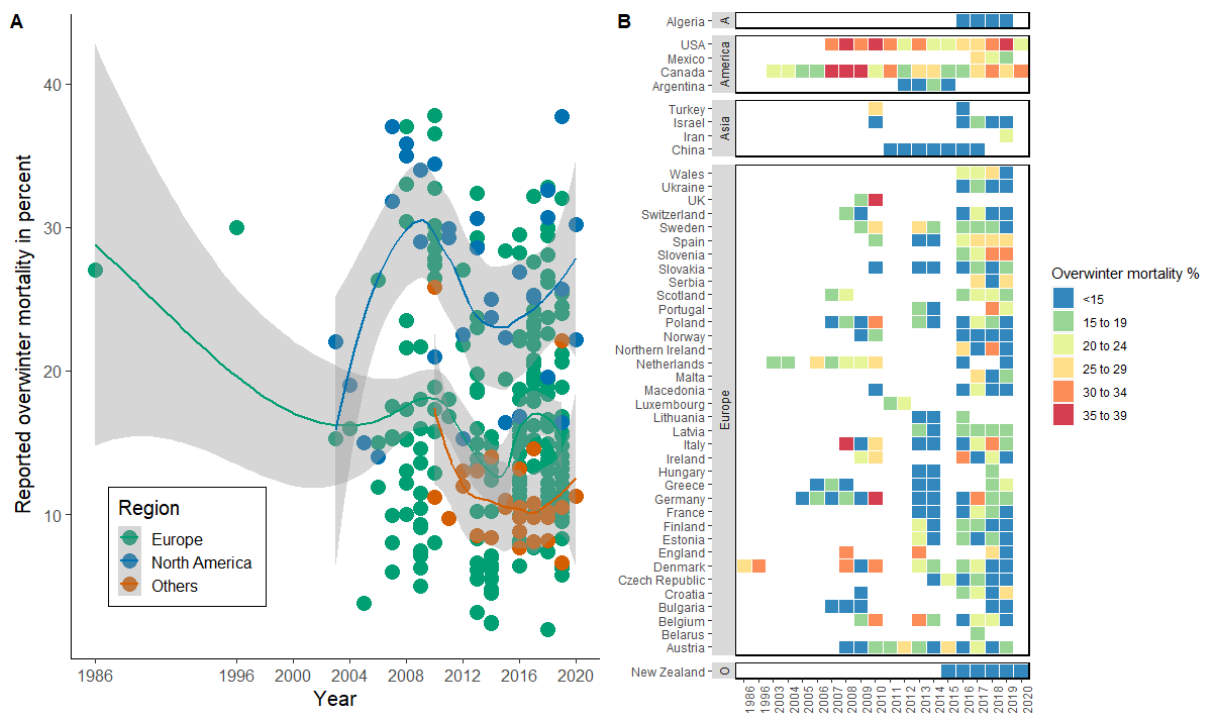 A
Reported overwinter mortality in percent
40
30
20
10
Region
Europe
North America
Others
1986
1996
2000
2004
2008
2012
2016
2020
Year
B
Algeria
A
USA
Mexico
Canada
Argentina
America
Turkey
Israel
Iran
China
Asia
Wales
Ukraine
UK
Switzerland
Sweden
Spain
Slovenia
Slovakia
Serbia
Scotland
Portugal
Poland
Norway
Northern Ireland
Netherlands
Malta
Macedonia
Luxembourg
Lithuania
Latvia
Italy
Ireland
Hungary
Greece
Germany
France
Finland
Estonia
England
Denmark
Czech Republic
Croatia
Bulgaria
Belgium
Belarus
Austria
Europe
New Zealand
O
1986
1996
2003
2004
2005
2006
2007
2008
2009
2010
2011
2012
2013
2014
2015
2016
2017
2018
2019
2020
Overwinter mortality %
<15
15 to 19
20 to 24
25 to 29
30 to 34
35 to 39